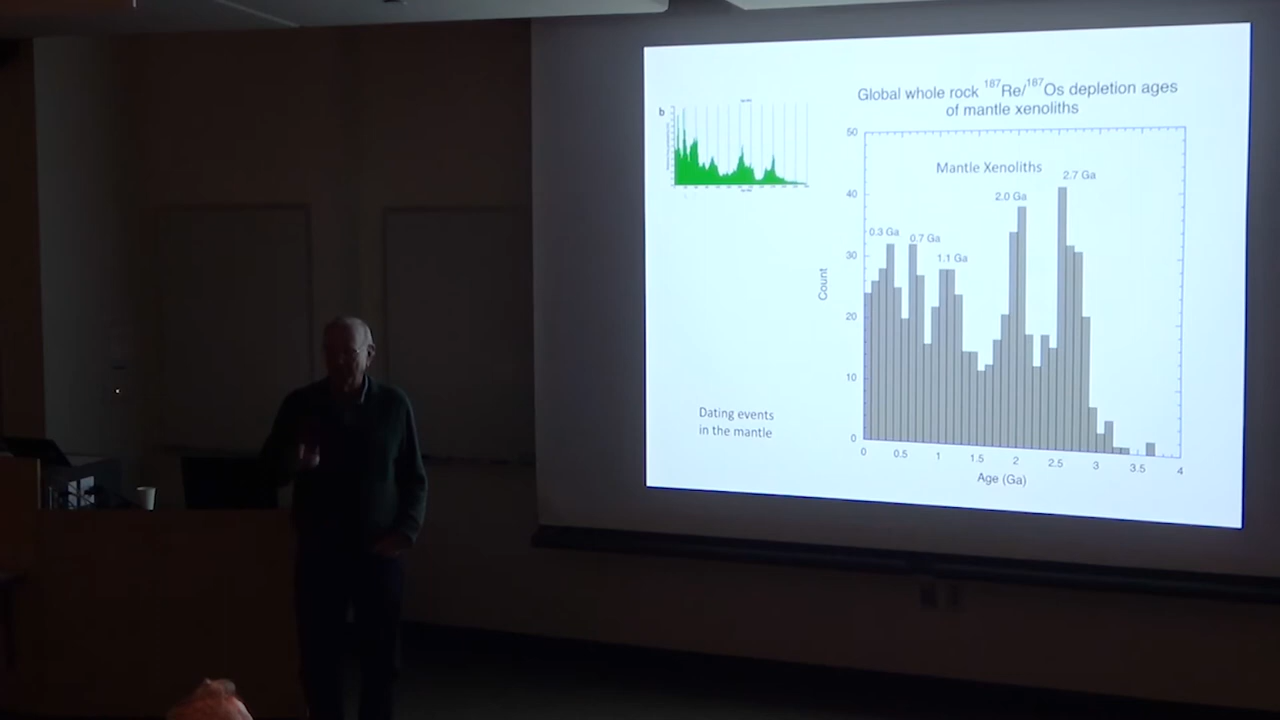 Global whole rock ¹⁸⁷Re/¹⁸⁷Os depletion ages
of mantle xenoliths
b
Mantle Xenoliths
50
40
30
20
10
0
Count
0.3 Ga
0.7 Ga
1.1 Ga
2.0 Ga
2.7 Ga
0 0.5 1 1.5 2 2.5 3 3.5 4
Age (Ga)
Dating events
in the mantle